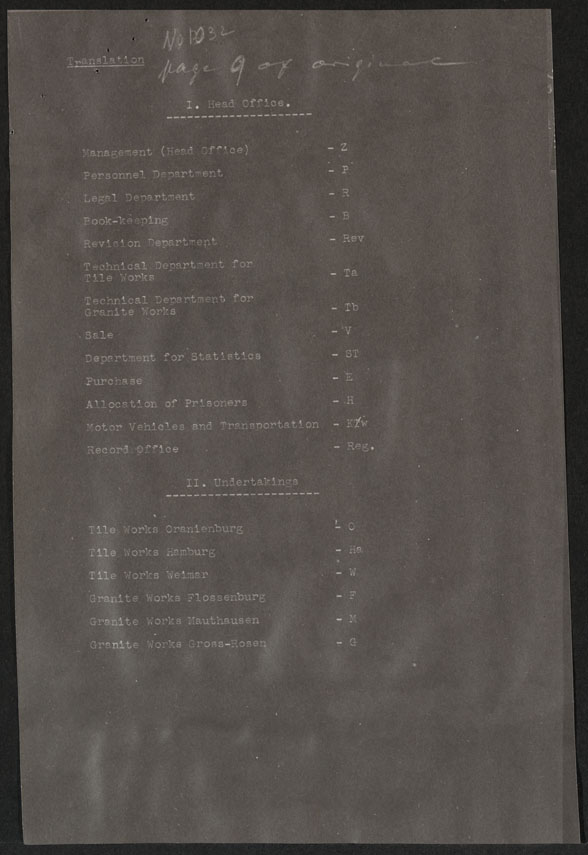 No 1032
Translation
page 9 of original
I. Head Office.
Management (Head Office) - Z
Personnel Department - P
Legal Department - R
Book-keeping - B
Revision Department - Rev
Technical Department for
Tile Works - Ta
Technical Department for
Granite Works - Tb
Sale - V
Department for Statistics - ST
Purchase - E
Allocation of Prisoners - H
Motor Vehicles and Transportation - Kfw
Record Office - Reg.
II. Undertakings
Tile Works Oranienburg - O
Tile Works Hamburg - Ha
Tile Works Weimar - W
Granite Works Flossenburg - F
Granite Works Mauthausen - M
Granite Works Gross-Rosen - G